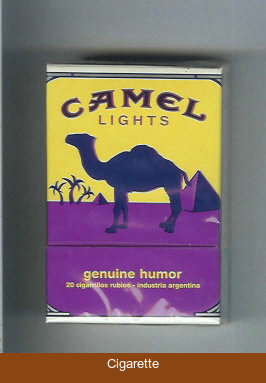 CAMEL
LIGHTS
genuine humor
20 cigarrillos rubios - industria argentina
Cigarette